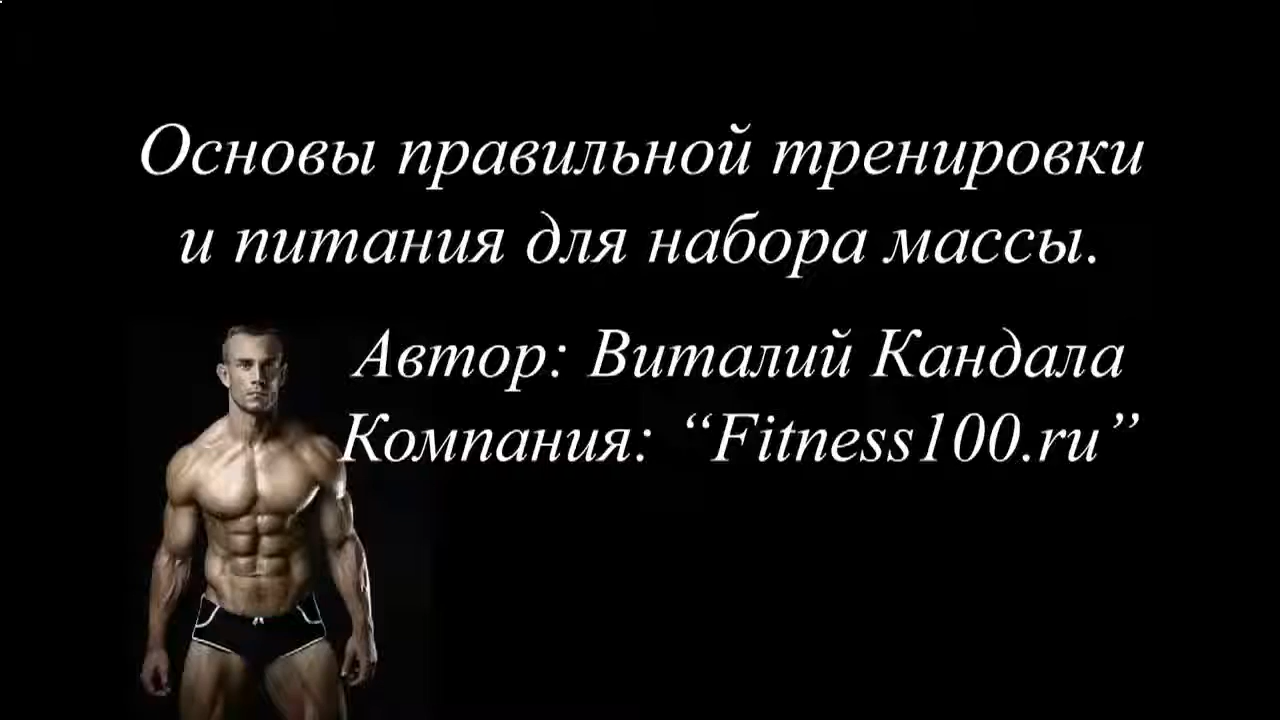 Основы правильной тренировки
и питания для набора массы.
Автор: Виталий Кандала
Компания: “Fitness100.ru”